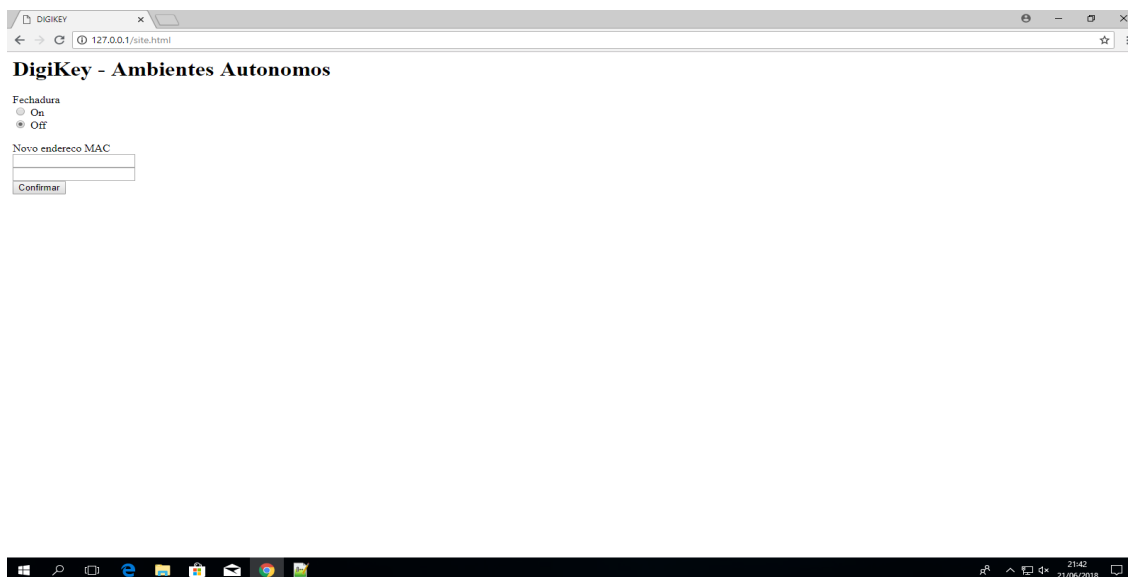 DIGIKEY
127.0.0.1/site.html
DigiKey - Ambientes Autonomos
Fechadura
On
Off
Novo endereco MAC
Confirmar
21:42
21/06/2018